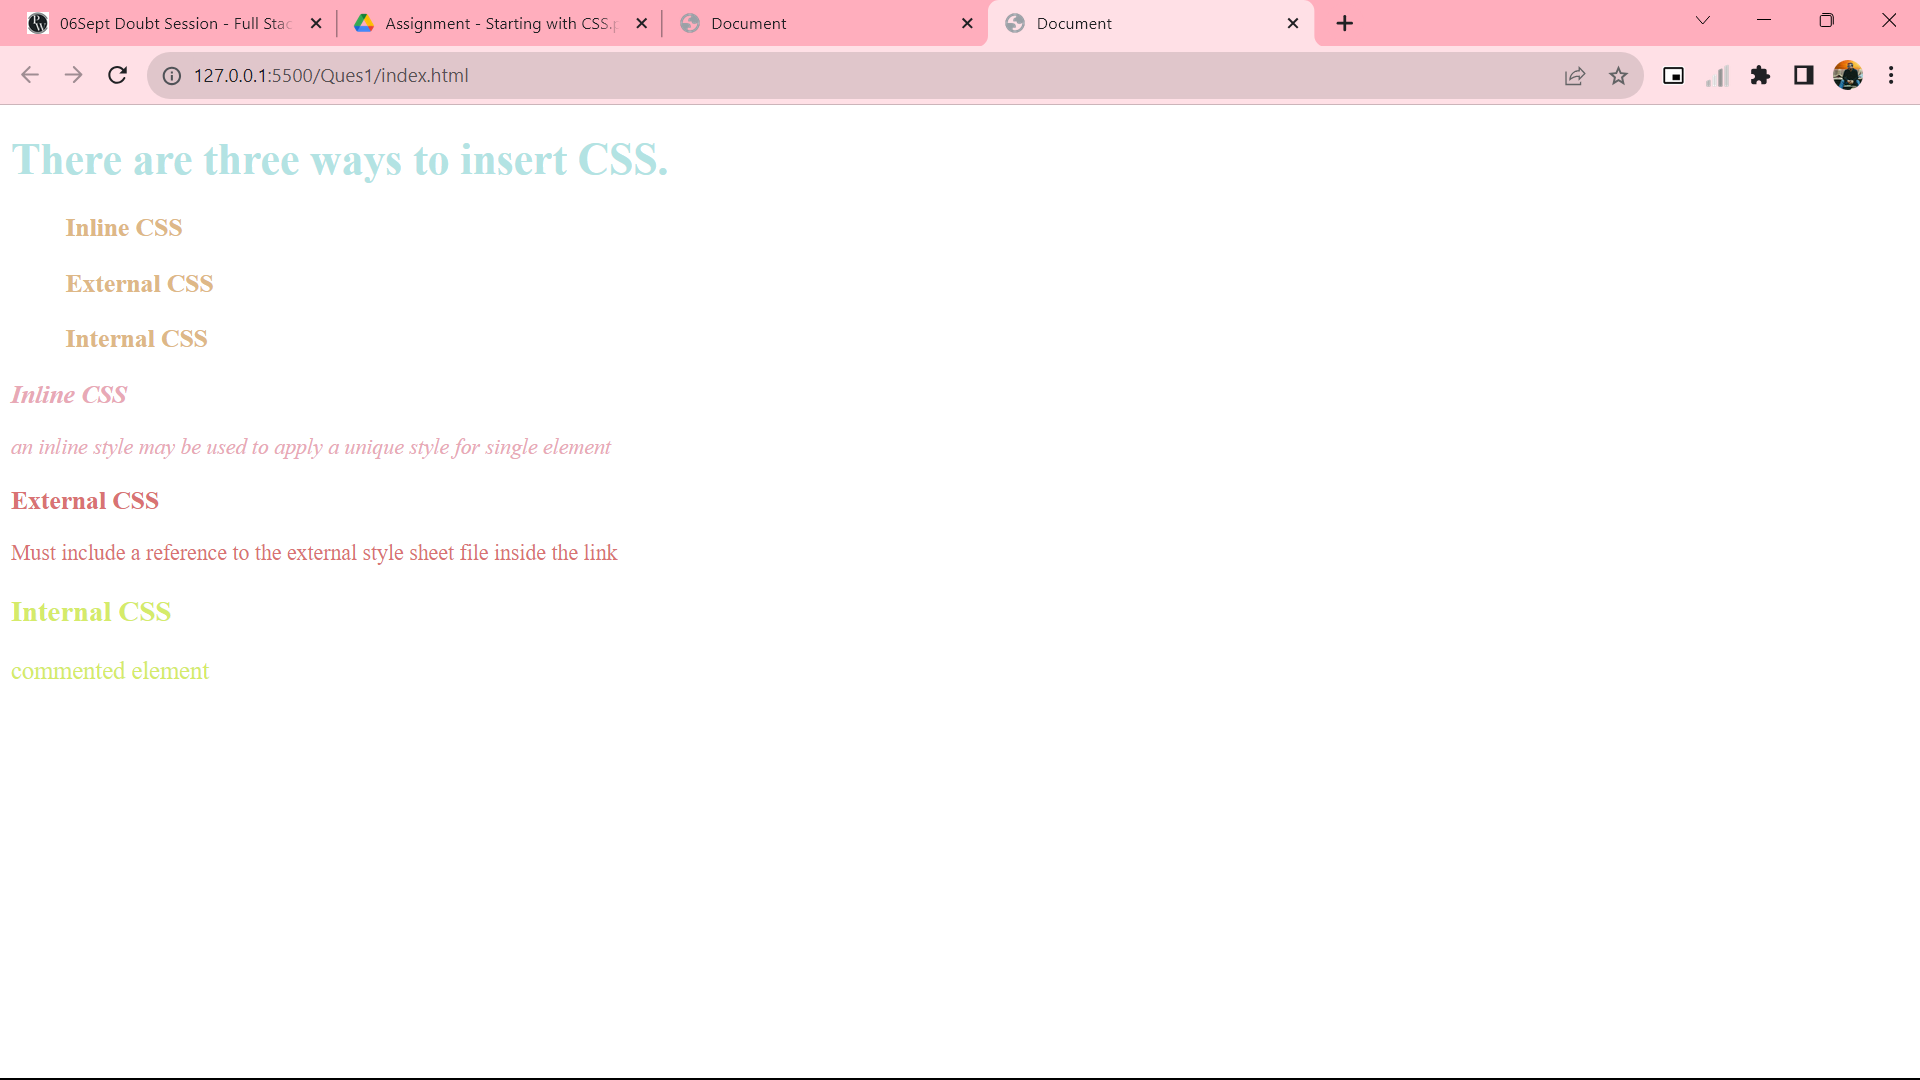 06Sept Doubt Session - Full Stac
Assignment - Starting with CSS.p
Document
Document
127.0.0.1:5500/Ques1/index.html
There are three ways to insert CSS.
Inline CSS
External CSS
Internal CSS
Inline CSS
an inline style may be used to apply a unique style for single element
External CSS
Must include a reference to the external style sheet file inside the link
Internal CSS
commented element